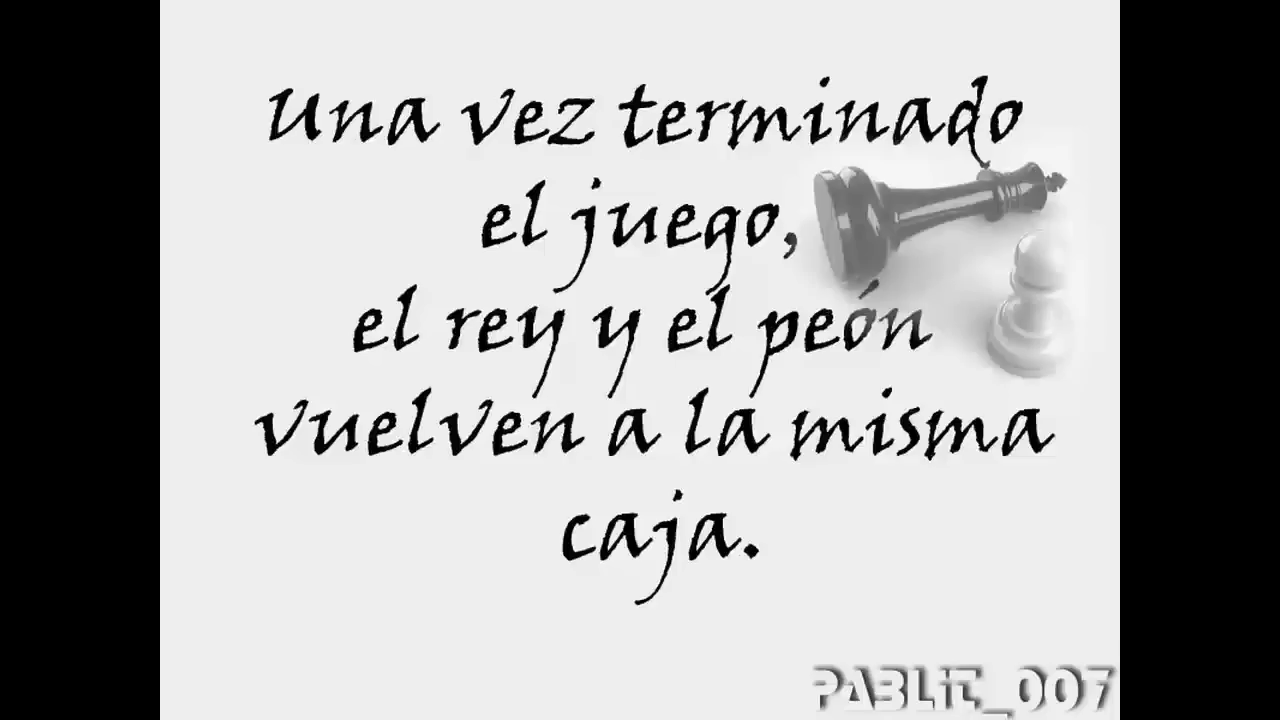 Una vez terminado
el juego,
el rey y el peón
vuelven a la misma
caja.
PABLiT_007